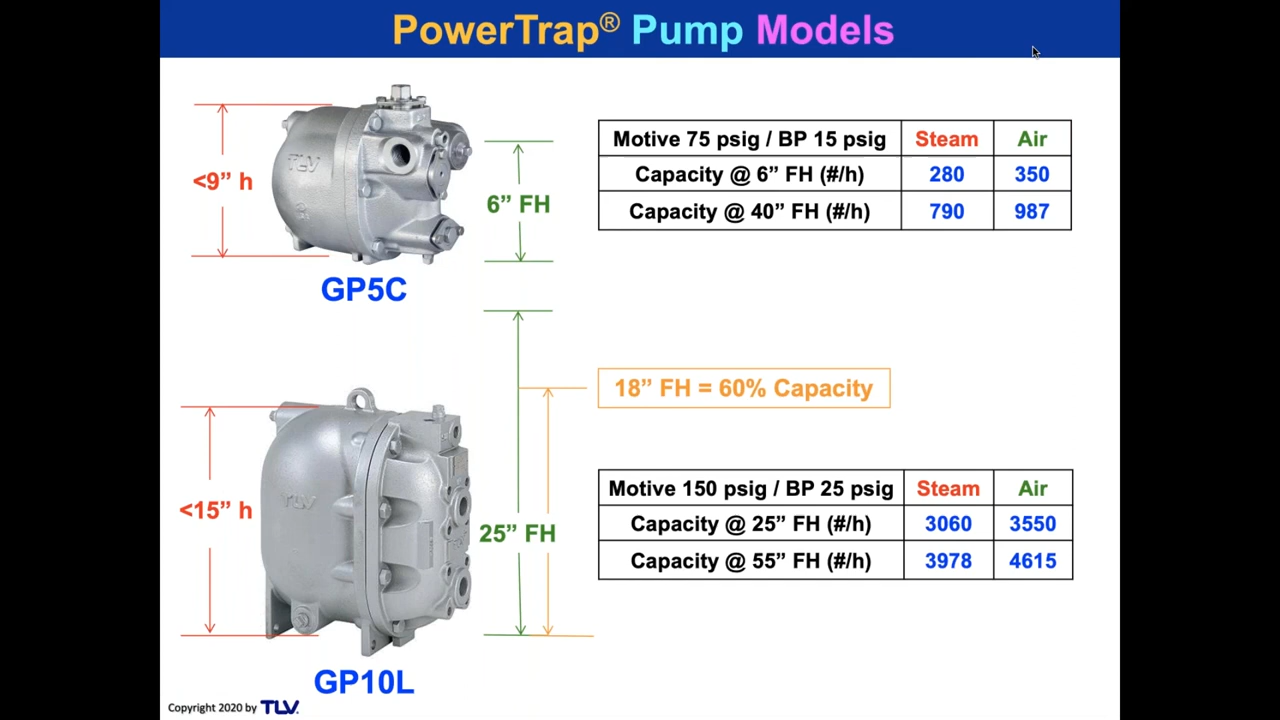 PowerTrap® Pump Models
Motive 75 psig / BP 15 psig Steam Air
Capacity @ 6” FH (#/h) 280 350
Capacity @ 40” FH (#/h) 790 987
TLV
<9” h
6” FH
GP5C
18” FH = 60% Capacity
Motive 150 psig / BP 25 psig Steam Air
Capacity @ 25” FH (#/h) 3060 3550
Capacity @ 55” FH (#/h) 3978 4615
TLV
<15” h
25” FH
GP10L
Copyright 2020 by TLV.